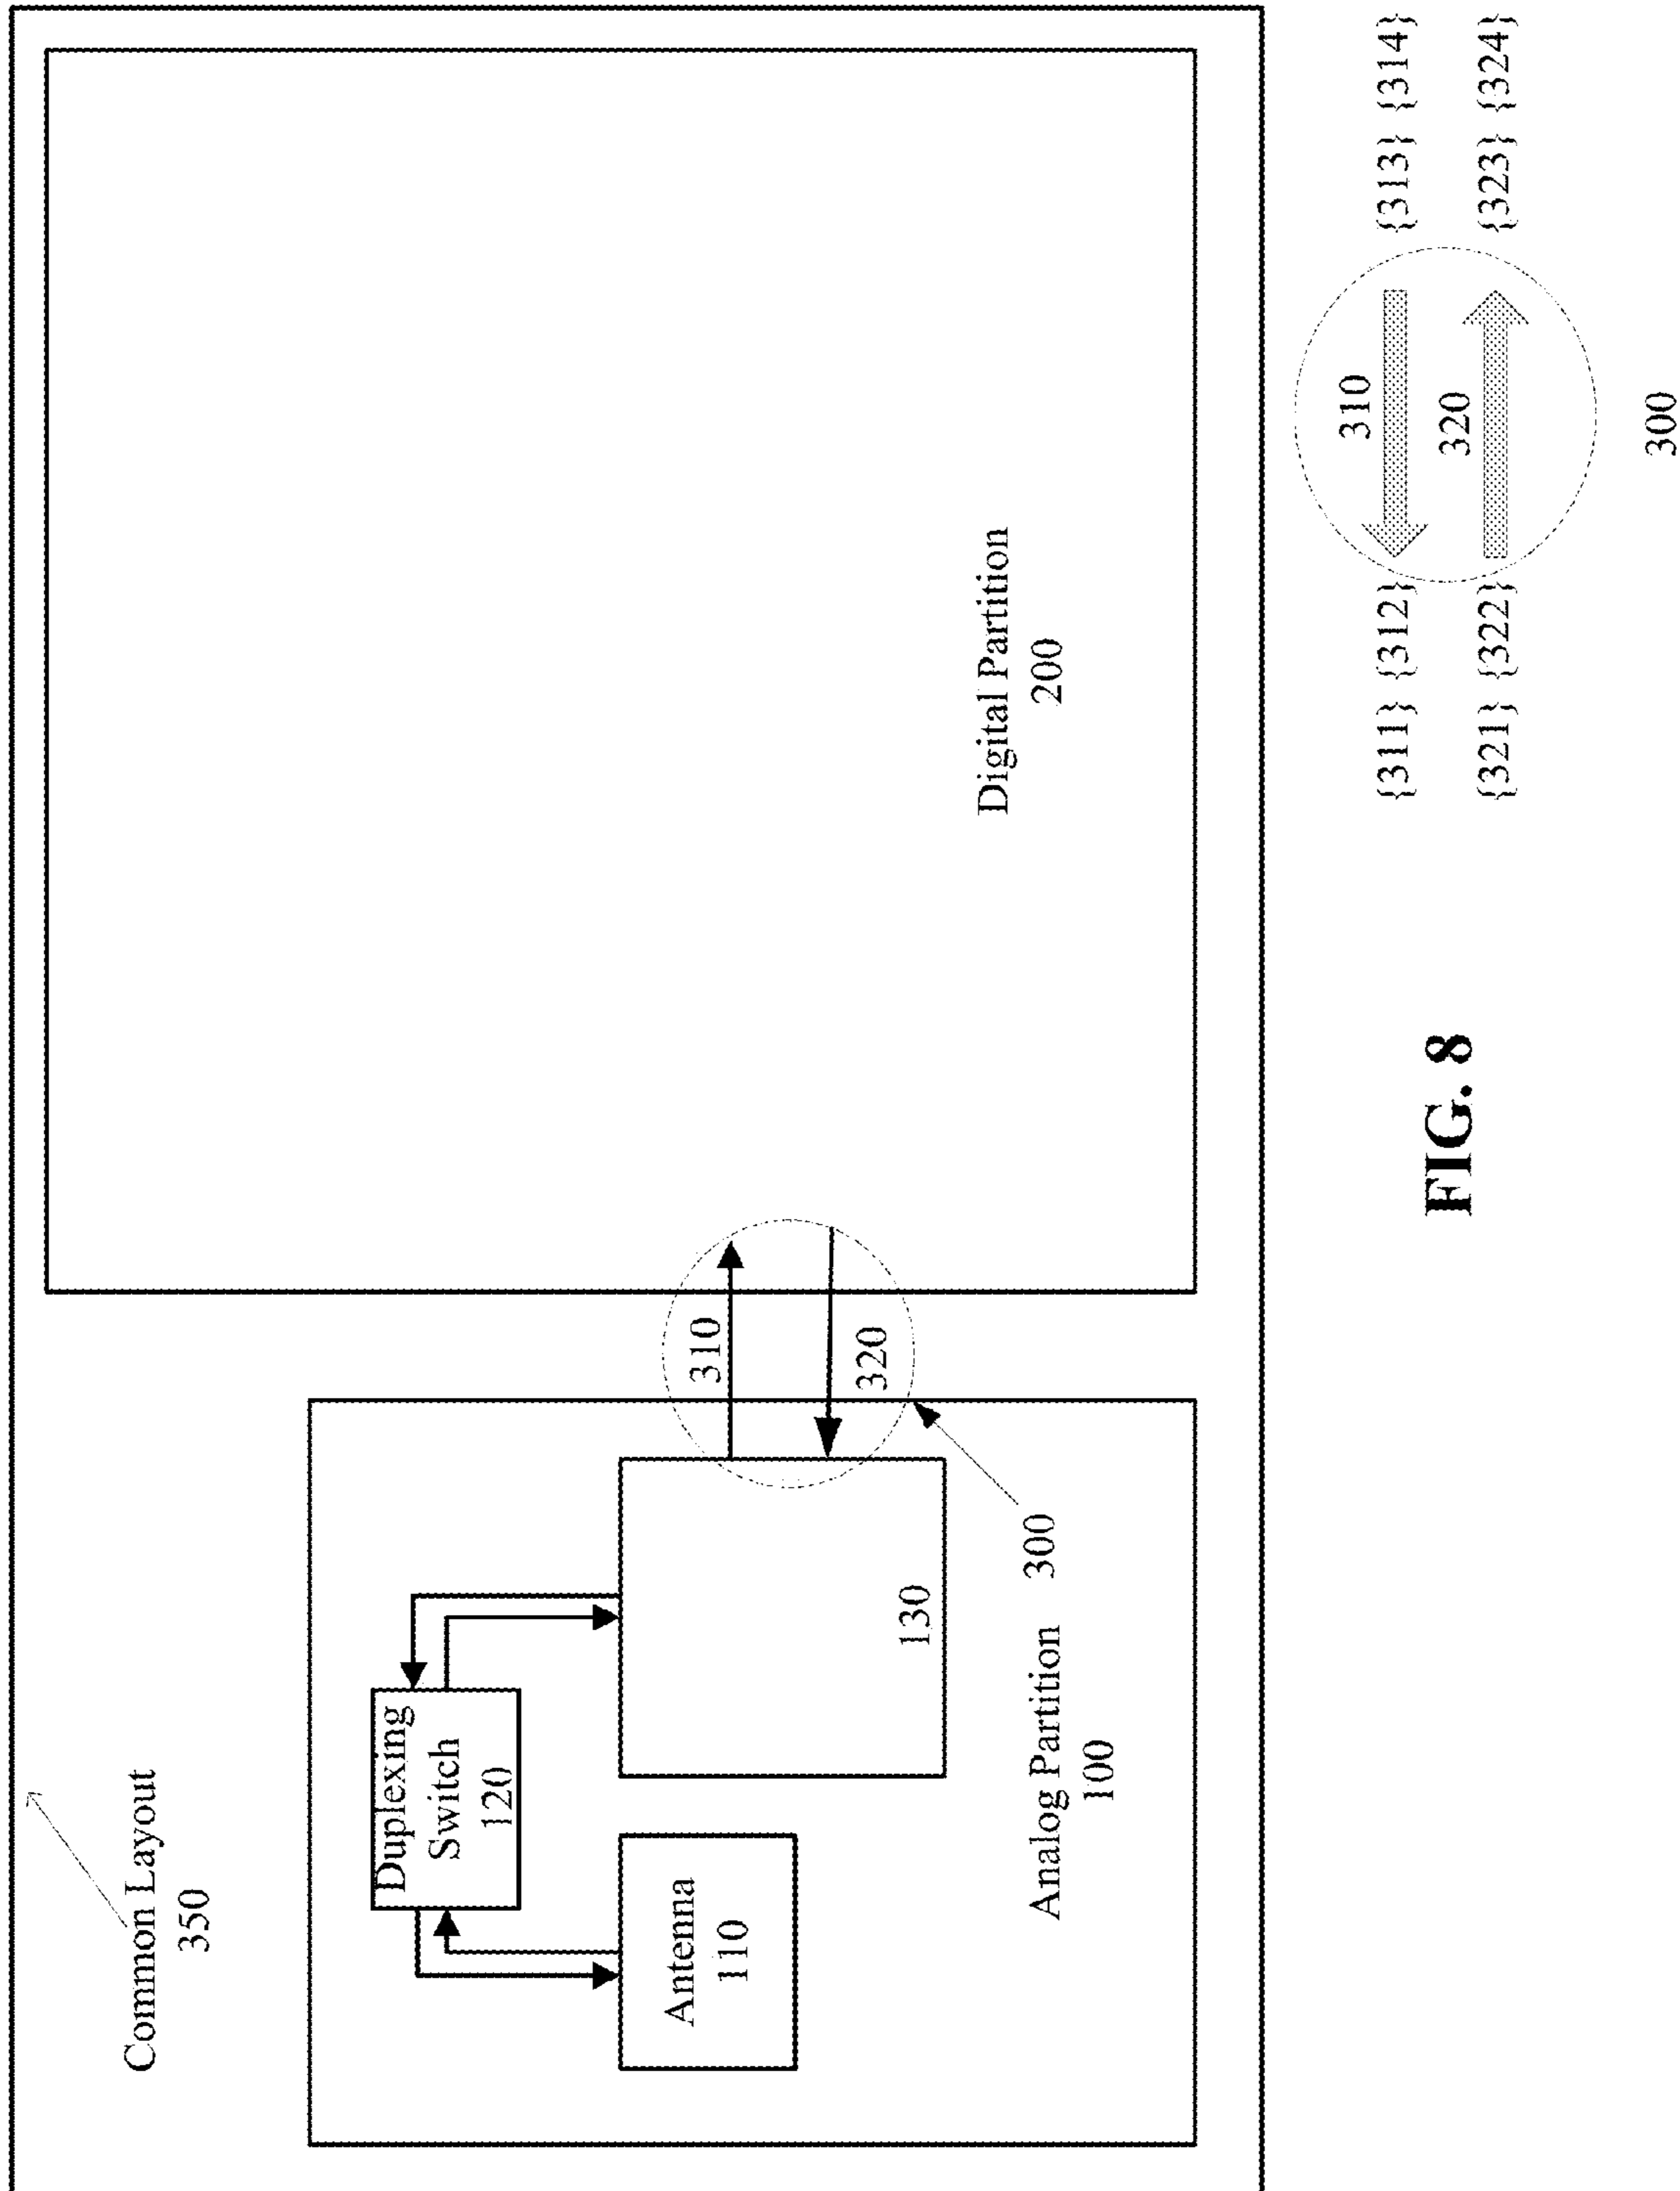 Common Layout
350
Duplexing
Switch
120
Antenna
110
130
310
320
300
Analog Partition
100
Digital Partition
200
FIG. 8
{311} {312}
310
{313} {314}
{321} {322}
320
{323} {324}
300